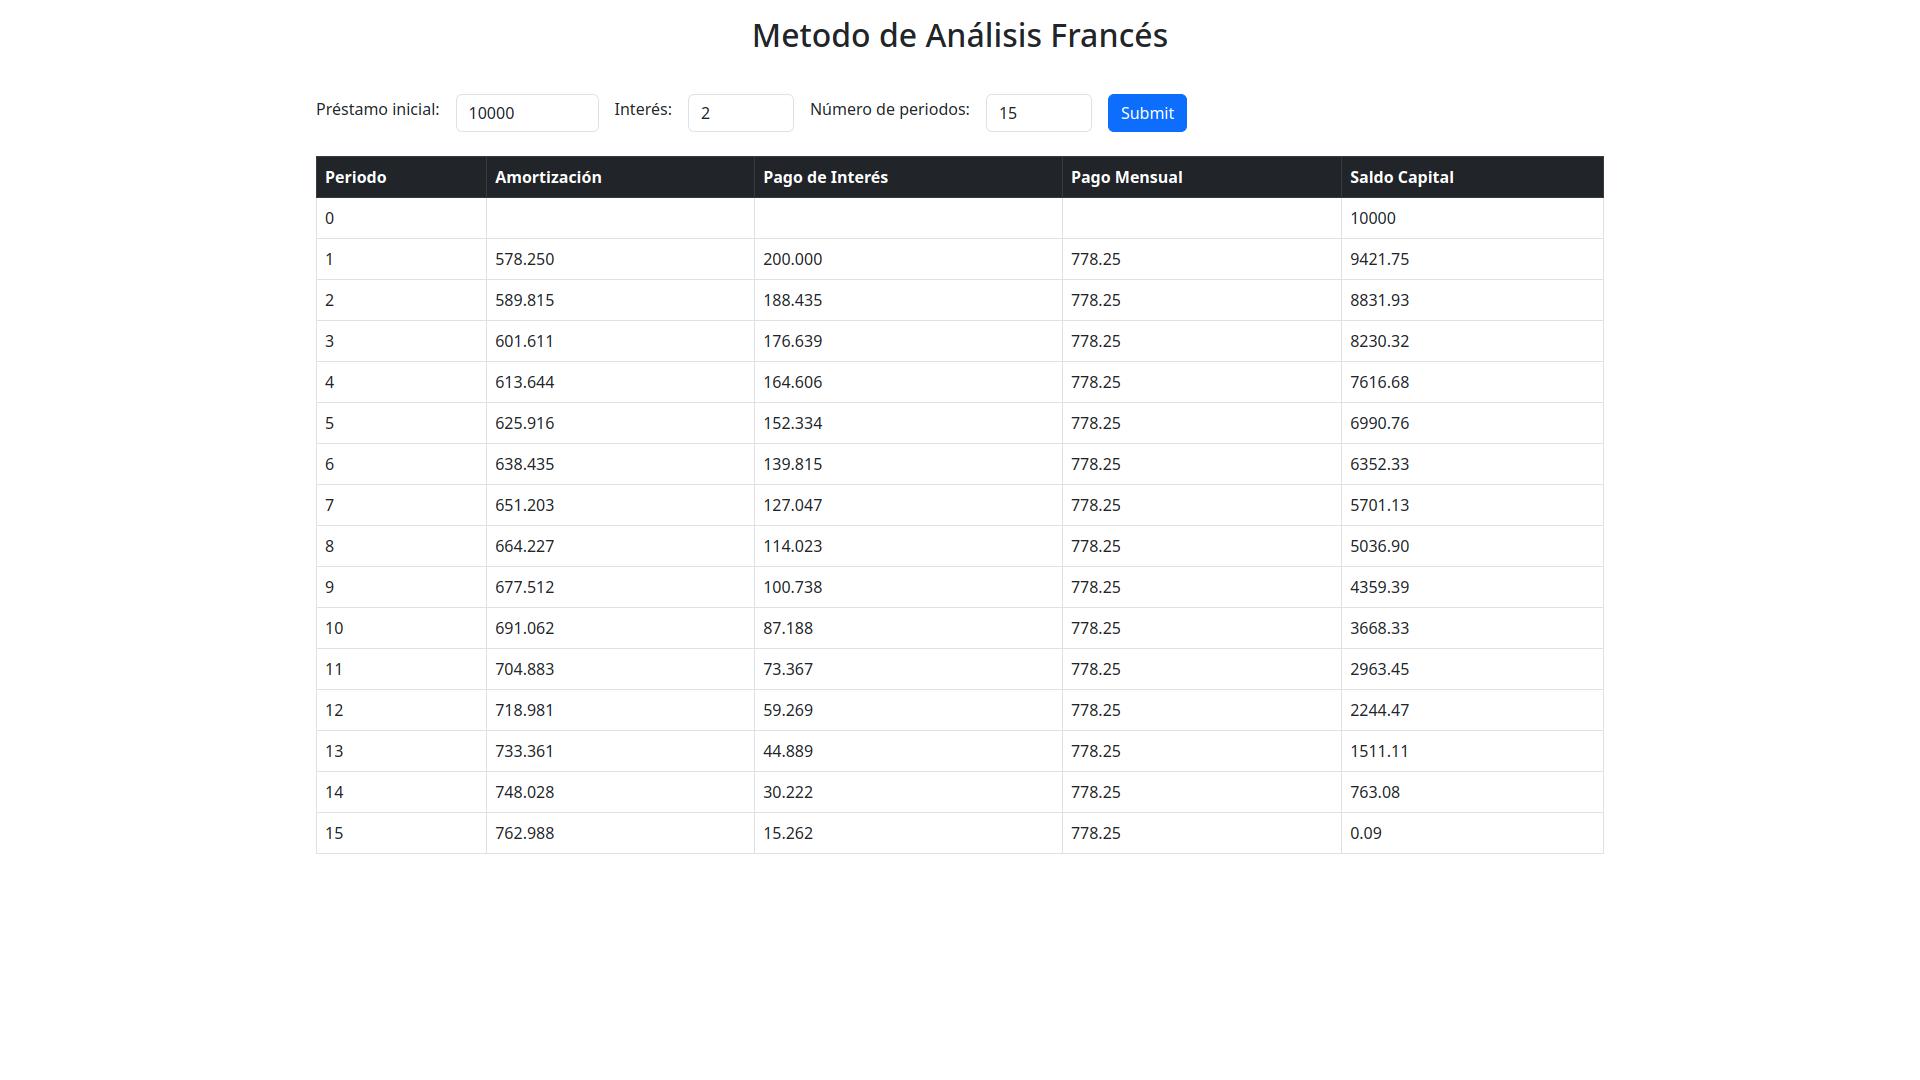 Metodo de Análisis Francés
Préstamo inicial: 10000 Interés: 2 Número de periodos: 15 Submit
Periodo Amortización Pago de Interés Pago Mensual Saldo Capital
0 10000
1 578.250 200.000 778.25 9421.75
2 589.815 188.435 778.25 8831.93
3 601.611 176.639 778.25 8230.32
4 613.644 164.606 778.25 7616.68
5 625.916 152.334 778.25 6990.76
6 638.435 139.815 778.25 6352.33
7 651.203 127.047 778.25 5701.13
8 664.227 114.023 778.25 5036.90
9 677.512 100.738 778.25 4359.39
10 691.062 87.188 778.25 3668.33
11 704.883 73.367 778.25 2963.45
12 718.981 59.269 778.25 2244.47
13 733.361 44.889 778.25 1511.11
14 748.028 30.222 778.25 763.08
15 762.988 15.262 778.25 0.09